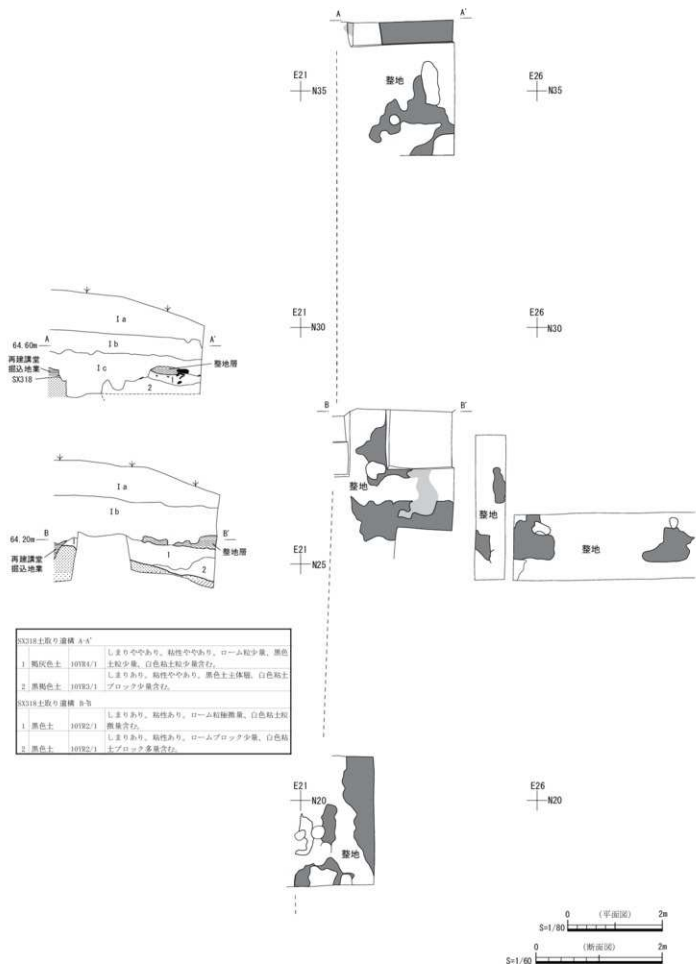 A A'
E21 E26
整地
N35 N35
E21 E26
N30 N30
Ⅰa
64.60m A Ⅰb A'
再建講堂
掘込地業
SX318
Ⅰc
整地層
1
2
B B'
整地
整地
整地
Ⅰa
Ⅰb
64.20m B 1 B'
再建講堂
掘込地業
1
2
整地層
E21
N25
SX318土取り遺構 A-A'
1 褐灰色土 10YR4/1 しまりややあり、粘性ややあり、ローム粒少量、黒色
土粒少量、白色粘土粒少量含む。
2 黒褐色土 10YR3/1 しまりあり、粘性ややあり、黒色土主体層、白色粘土
ブロック少量含む。
SX318土取り遺構 B-B'
1 黒色土 10YR2/1 しまりあり、粘性あり、ローム粒極微量、白色粘土粒
微量含む。
2 黒色土 10YR2/1 しまりあり、粘性あり、ロームブロック少量、白色粘
土ブロック多量含む。
E21 E26
N20 N20
整地
0 (平面図) 2m
S=1/80
0 (断面図) 2m
S=1/60